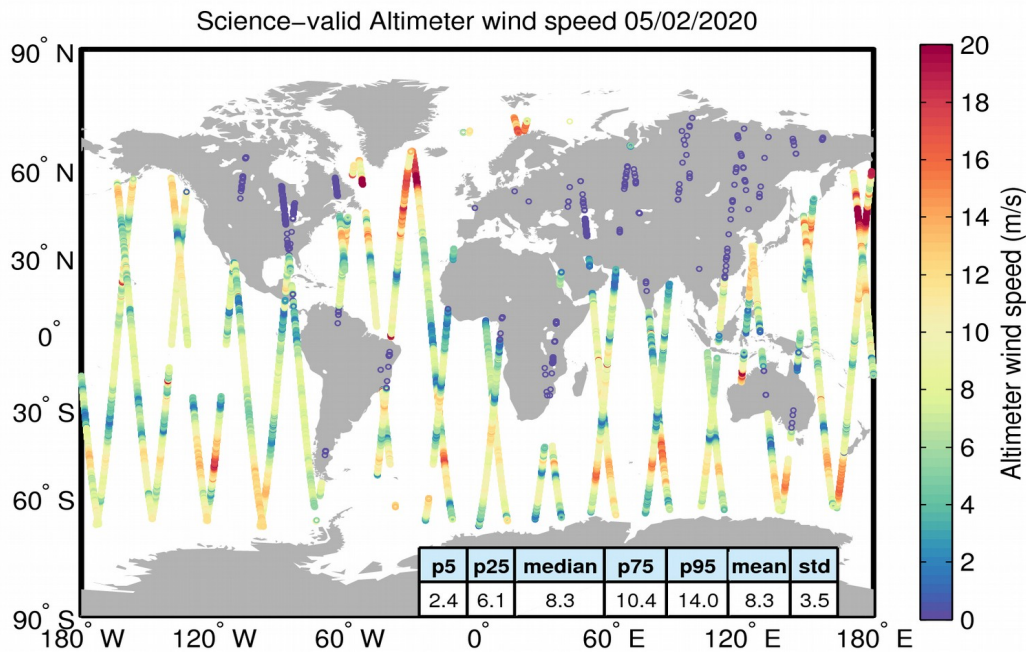 Science−valid Altimeter wind speed 05/02/2020
90° N
60° N
30° N
0°
30° S
60° S
90° S
180° W
120° W
60° W
0°
60° E
120° E
180° E
p5 p25 median p75 p95 mean std
2.4 6.1 8.3 10.4 14.0 8.3 3.5
20
18
16
14
12
10
8
6
4
2
0
Altimeter wind speed (m/s)